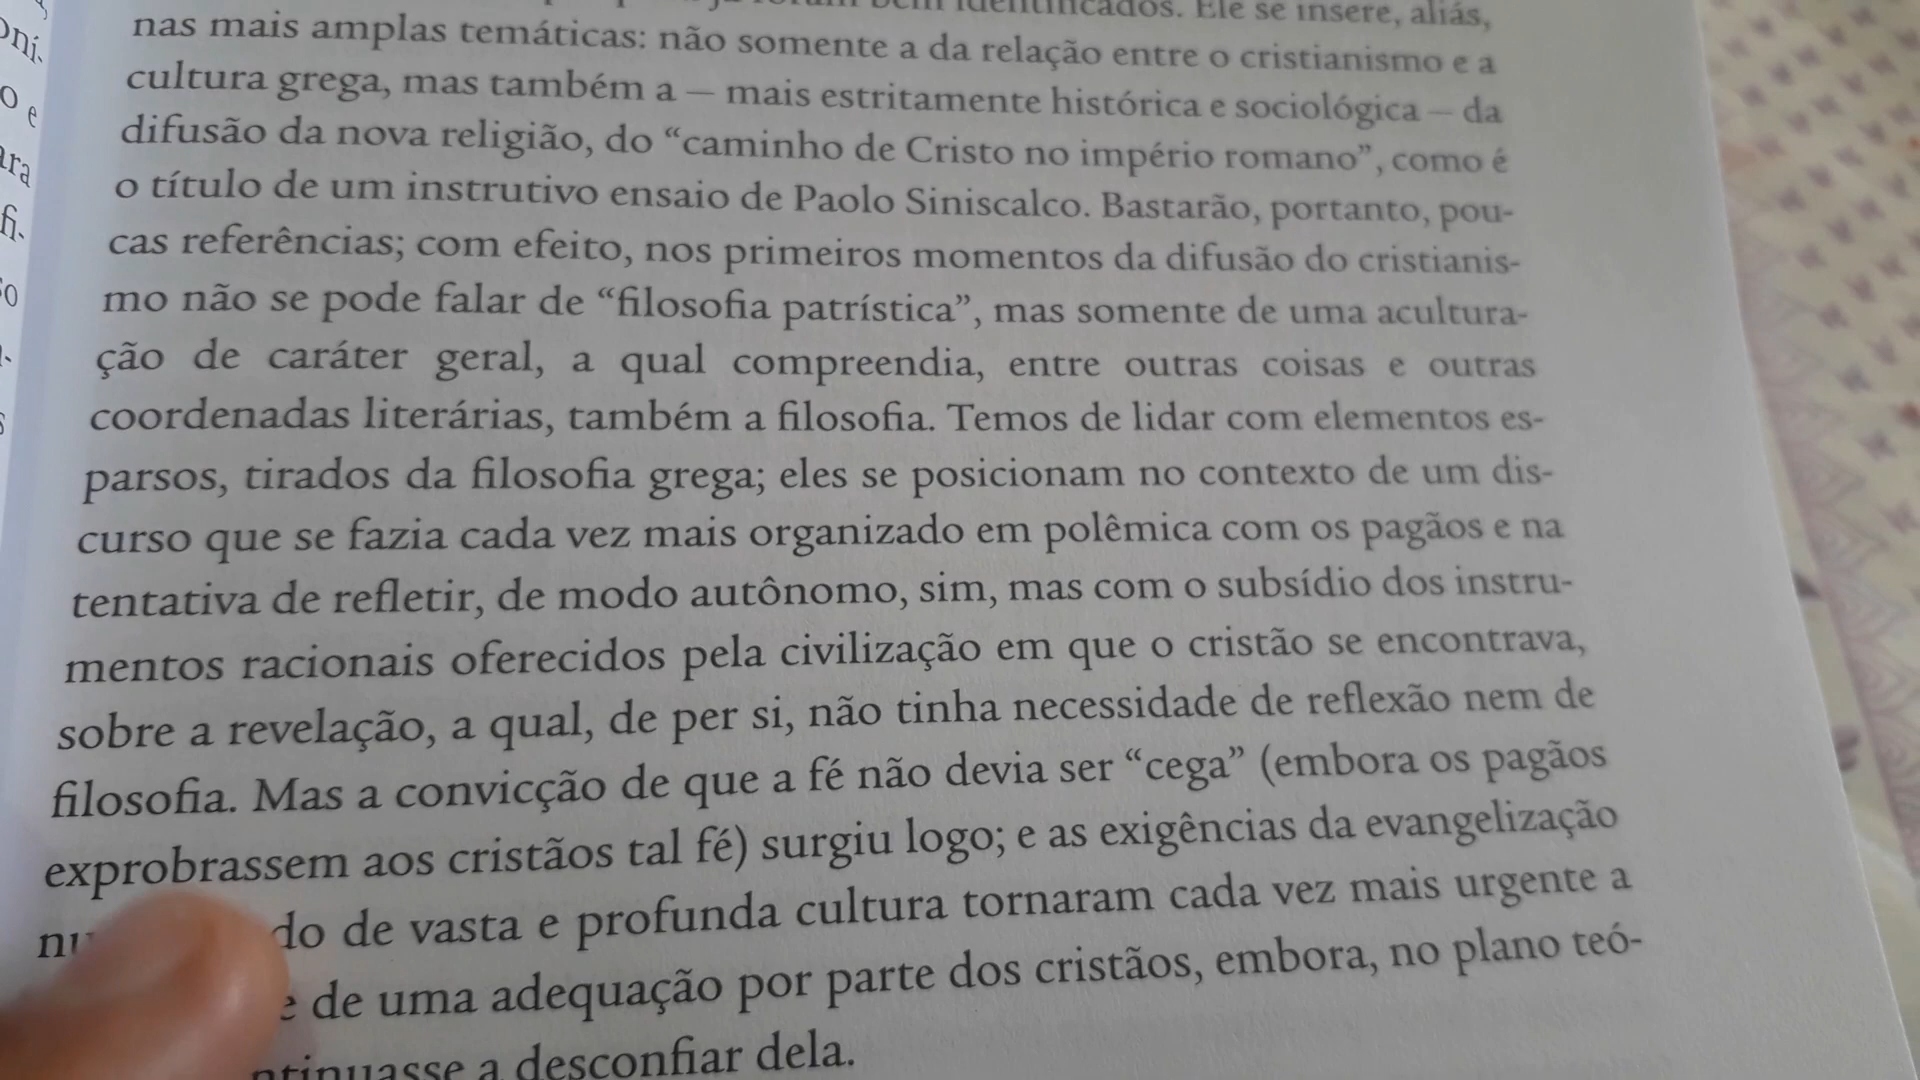 bem identificados. Ele se insere, aliás,
nas mais amplas temáticas: não somente a da relação entre o cristianismo e a
cultura grega, mas também a — mais estritamente histórica e sociológica — da
difusão da nova religião, do “caminho de Cristo no império romano”, como é
o título de um instrutivo ensaio de Paolo Siniscalco. Bastarão, portanto, pou-
cas referências; com efeito, nos primeiros momentos da difusão do cristianis-
mo não se pode falar de “filosofia patrística”, mas somente de uma acultura-
ção de caráter geral, a qual compreendia, entre outras coisas e outras
coordenadas literárias, também a filosofia. Temos de lidar com elementos es-
parsos, tirados da filosofia grega; eles se posicionam no contexto de um dis-
curso que se fazia cada vez mais organizado em polêmica com os pagãos e na
tentativa de refletir, de modo autônomo, sim, mas com o subsídio dos instru-
mentos racionais oferecidos pela civilização em que o cristão se encontrava,
sobre a revelação, a qual, de per si, não tinha necessidade de reflexão nem de
filosofia. Mas a convicção de que a fé não devia ser “cega” (embora os pagãos
exprobrassem aos cristãos tal fé) surgiu logo; e as exigências da evangelização
do de vasta e profunda cultura tornaram cada vez mais urgente a
de uma adequação por parte dos cristãos, embora, no plano teó-
ntinuasse a desconfiar dela.